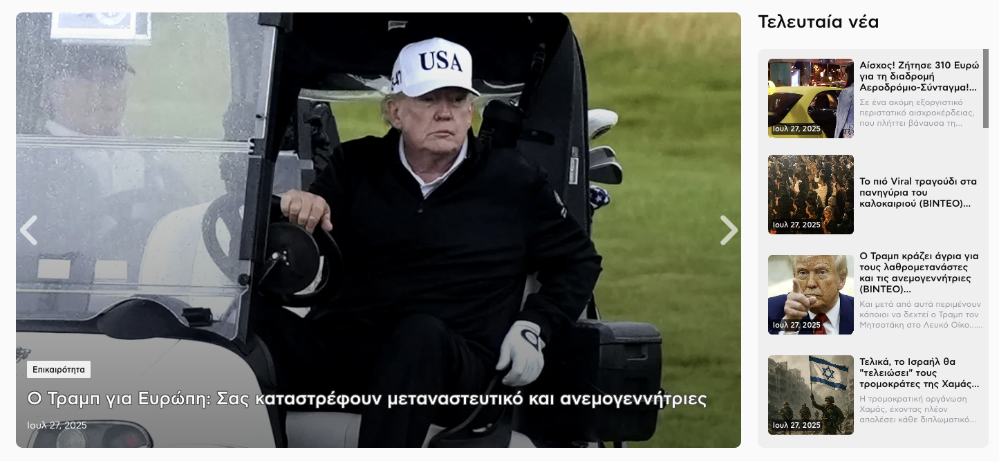 USA
Επικαιρότητα
Ο Τραμπ για Ευρώπη: Σας καταστρέφουν μεταναστευτικό και ανεμογεννήτριες
Ιουλ 27, 2025
Τελευταία νέα
Αίσχος! Ζήτησε 310 Ευρώ
για τη διαδρομή
Αεροδρόμιο-Σύνταγμα!...
Σε ένα ακόμη εξοργιστικό
περιστατικό αισχροκέρδειας,
που πλήττει βάναυσα τη...
Ιουλ 27, 2025
Το πιό Viral τραγούδι στα
πανηγύρια του
καλοκαιριού (ΒΙΝΤΕΟ)...
Ιουλ 27, 2025
Ο Τραμπ κράζει άγρια για
τους λαθρομετανάστες
και τις ανεμογεννήτριες
(ΒΙΝΤΕΟ)...
Και μετά από αυτά περιμένουν
κάποιοι να δεχτεί ο Τραμπ τον
Μητσοτάκη στο Λευκό Οίκο......
Ιουλ 27, 2025
Τελικά, το Ισραήλ θα
"τελειώσει" τους
τρομοκράτες της Χαμάς...
Η τρομοκρατική οργάνωση
Χαμάς, έχοντας πλέον
απολέσει κάθε διπλωματικό...
Ιουλ 27, 2025